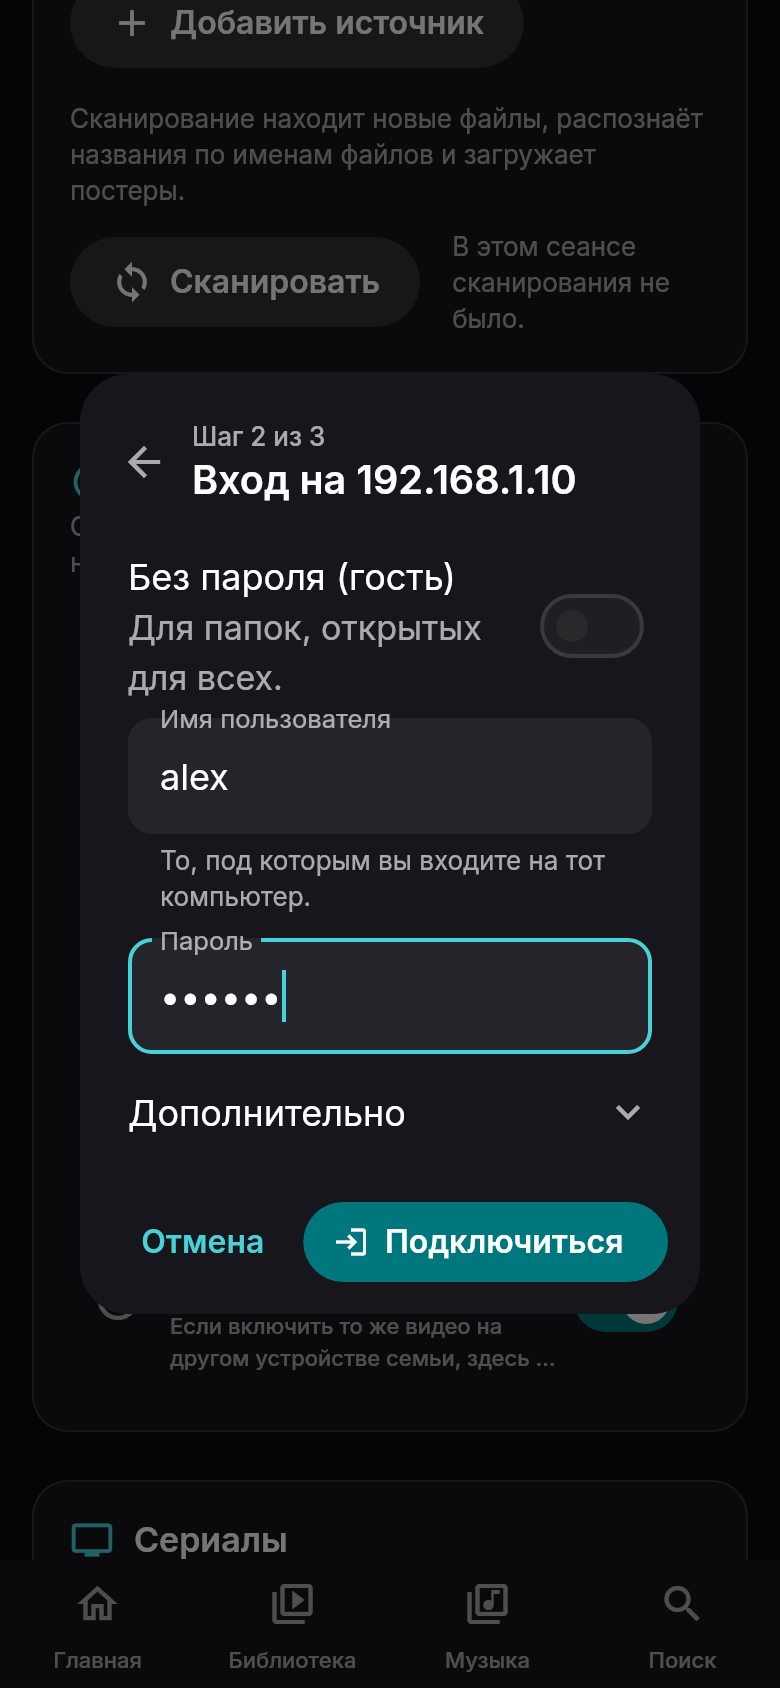 Добавить источник
Сканирование находит новые файлы, распознаёт
названия по именам файлов и загружает
постеры.
Сканировать
В этом сеансе
сканирования не
было.
Шаг 2 из 3
Вход на 192.168.1.10
Без пароля (гость)
Для папок, открытых
для всех.
Имя пользователя
alex
То, под которым вы входите на тот
компьютер.
Пароль
••••••
Дополнительно
Отмена
Подключиться
Если включить то же видео на
другом устройстве семьи, здесь ...
Сериалы
Главная
Библиотека
Музыка
Поиск